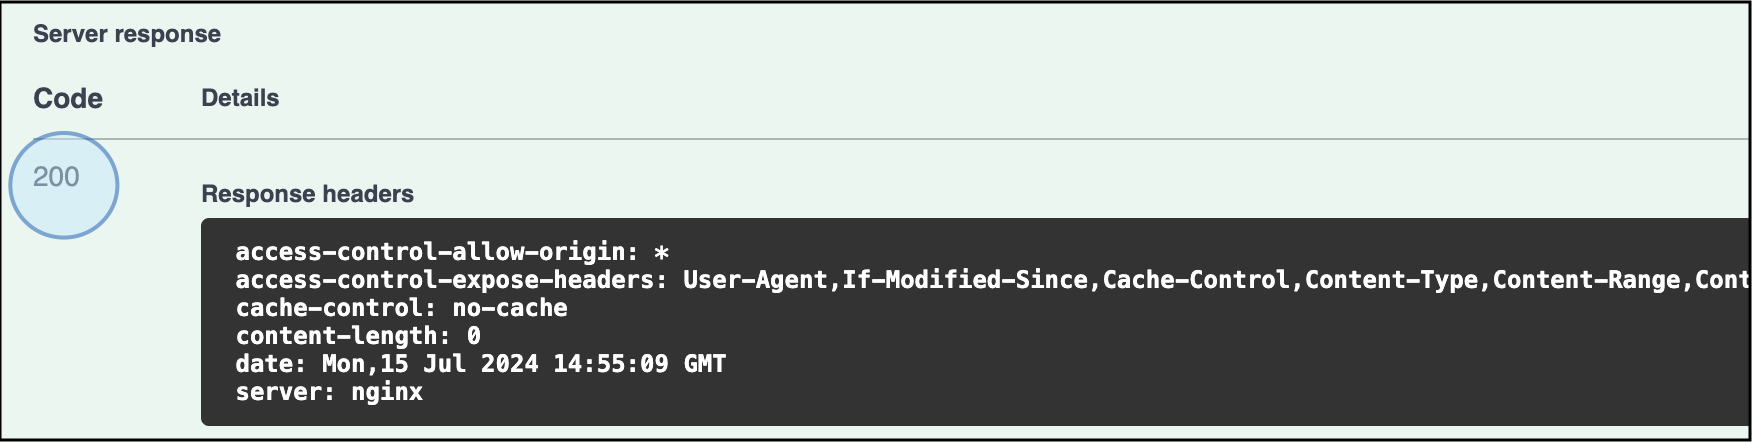 Server response
Code Details
200
Response headers
access-control-allow-origin: *
access-control-expose-headers: User-Agent,If-Modified-Since,Cache-Control,Content-Type,Content-Range,Cont
cache-control: no-cache
content-length: 0
date: Mon,15 Jul 2024 14:55:09 GMT
server: nginx